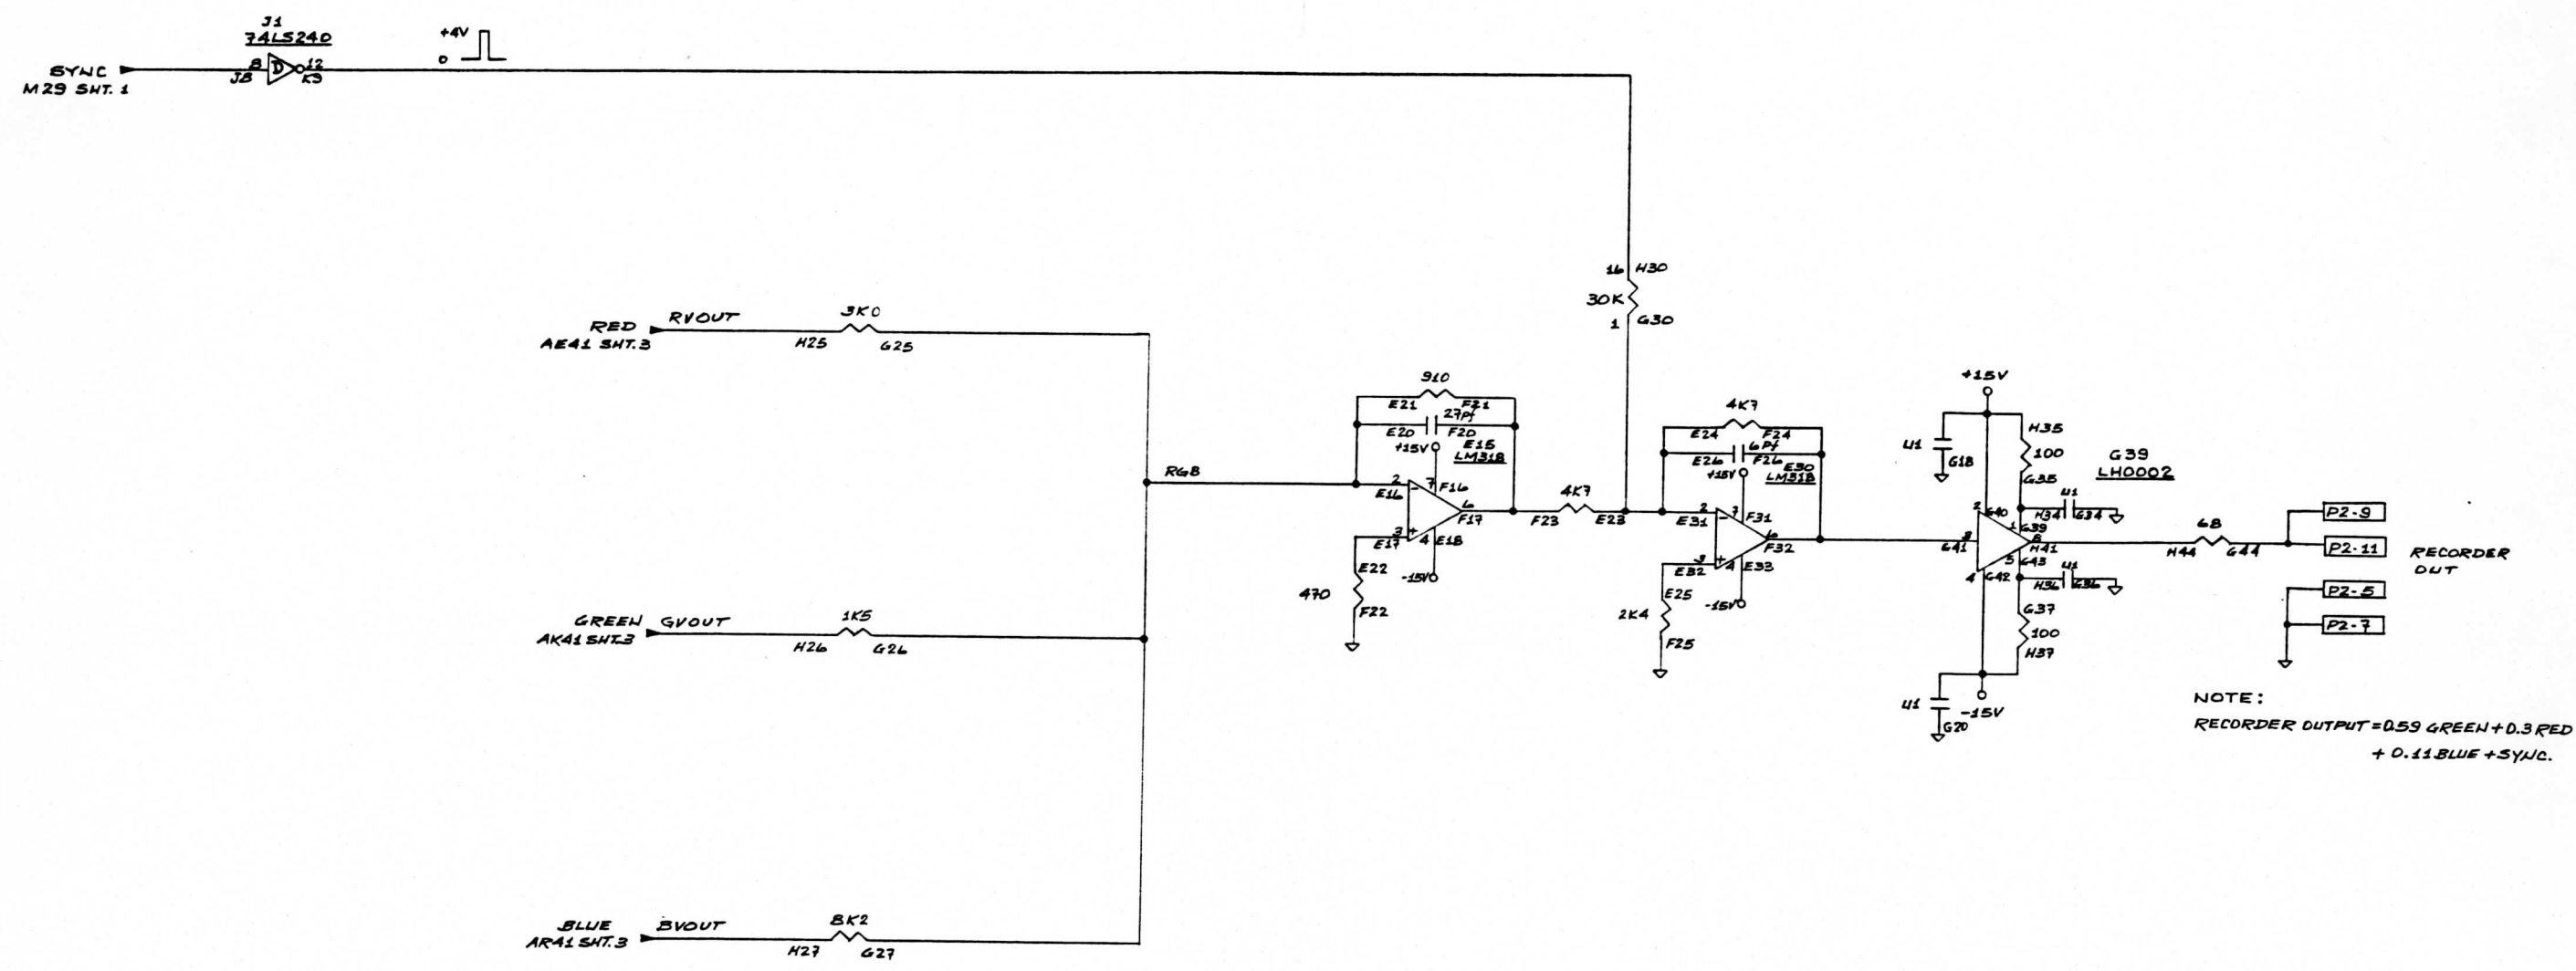 J1
74LS240
+4V
0
SYNC
M29 SHT. 1
8
D
12
J8
K9
16 H30
30K
1 G30
RED RVOUT
AE41 SHT.3
3K0
H25 G25
GREEN GVOUT
AK41 SHT.3
1K5
H26 G26
BLUE BVOUT
AR41 SHT.3
8K2
H27 G27
RGB
910
E21 F21
27pf
E20 F20
+15V
E15
LM318
2
E16
-
7
F16
6
F17
3
E17
+
4
E18
-15V
E22
470
F22
4K7
F23 E23
4K7
E24 F24
6Pf
E26 F26
+15V
E30
LM318
2
E31
-
7
F31
6
F32
3
E32
+
4
E33
-15V
E25
2K4
F25
+15V
U1
G18
H35
100
G35
G39
LH0002
U1
H34 G34
2
G40
1
G39
3
G41
8
H41
5
G43
4
G42
U1
H36 G36
G37
100
H37
U1
G20
-15V
68
H44 G44
P2-9
P2-11
P2-5
P2-7
RECORDER
OUT
NOTE:
RECORDER OUTPUT=0.59 GREEN+0.3 RED
+ 0.11 BLUE + SYNC.